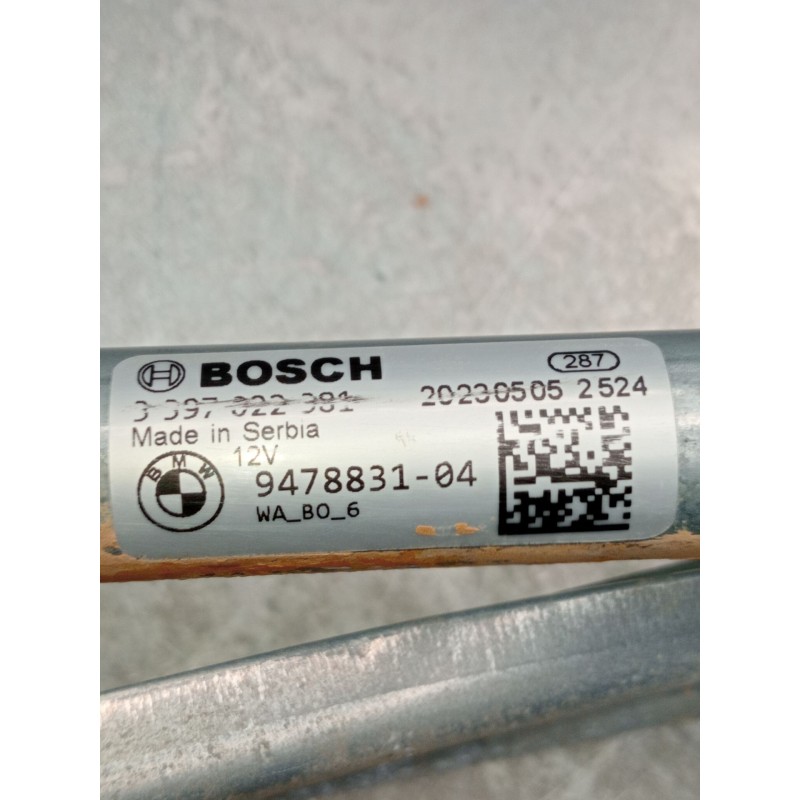 BOSCH
287
3 397 022 981
20230505 2524
Made in Serbia
12V
BMW
9478831-04
WA_BO_6